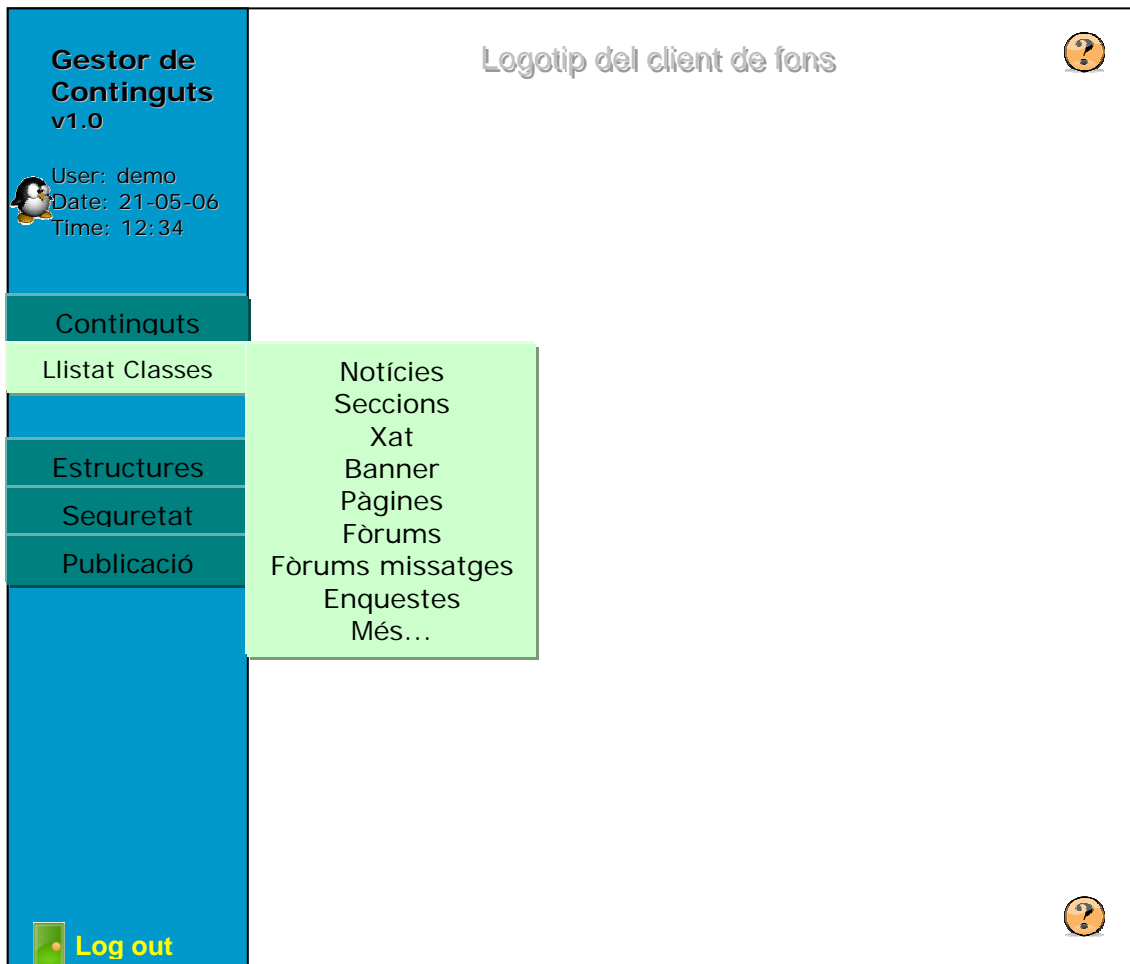 Gestor de
Continguts
v1.0
Logotip del client de fons
?
User: demo
Date: 21-05-06
Time: 12:34
Continguts
Llistat Classes
Notícies
Seccions
Xat
Banner
Pàgines
Fòrums
Fòrums missatges
Enquestes
Més...
Estructures
Seguretat
Publicació
?
Log out